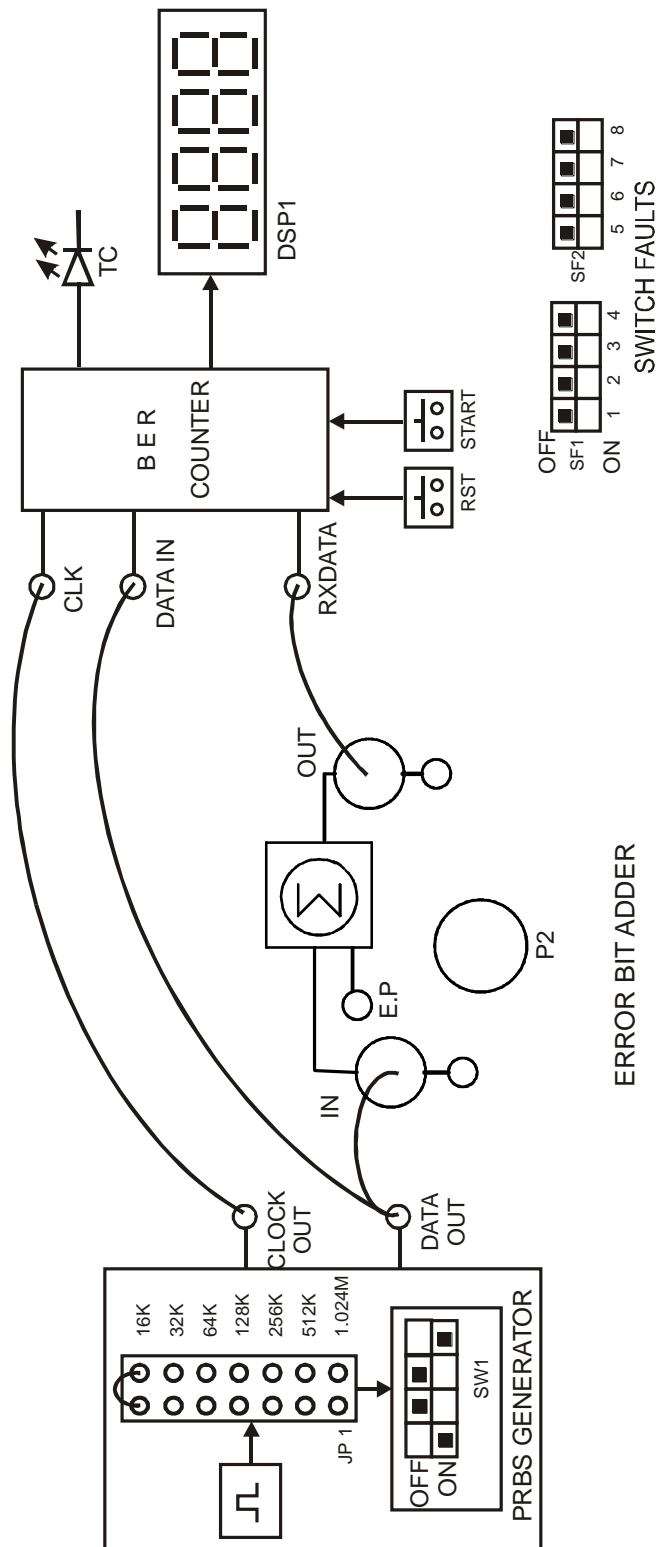 16K
32K
64K
128K
256K
512K
1.024M
JP 1
OFF
ON
SW1
PRBS GENERATOR
CLOCK
OUT
DATA
OUT
IN
E.P
Σ
OUT
P2
ERROR BIT ADDER
CLK
DATA IN
RXDATA
B E R
COUNTER
RST
START
TC
8888
DSP1
OFF
SF1
ON
1 2 3 4
SF2
5 6 7 8
SWITCH FAULTS